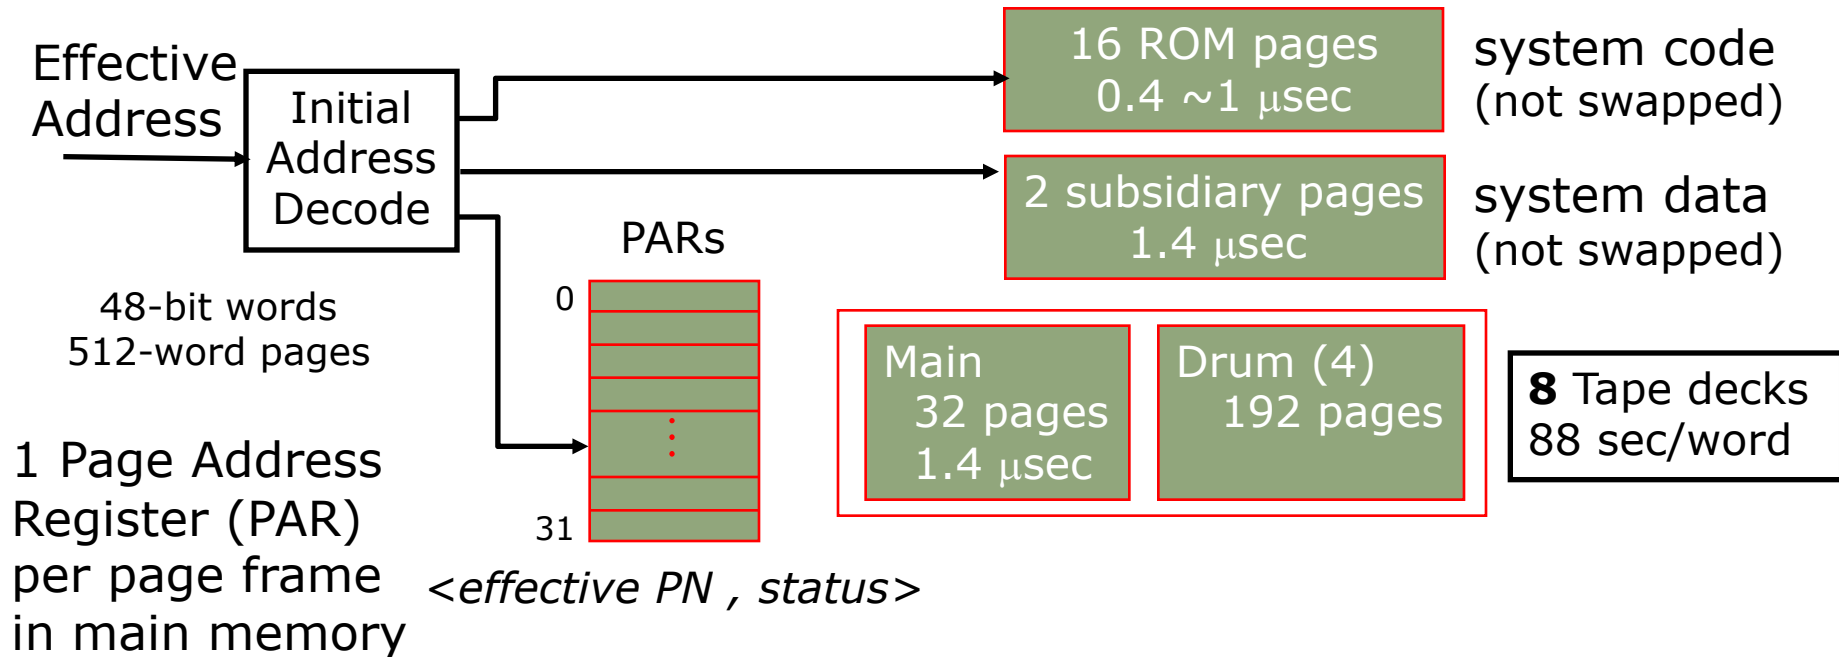 Effective
Address
Initial
Address
Decode
16 ROM pages
0.4 ~1 μsec
system code
(not swapped)
2 subsidiary pages
1.4 μsec
system data
(not swapped)
PARs
0
31
<effective PN , status>
48-bit words
512-word pages
1 Page Address
Register (PAR)
per page frame
in main memory
Main
32 pages
1.4 μsec
Drum (4)
192 pages
8 Tape decks
88 sec/word